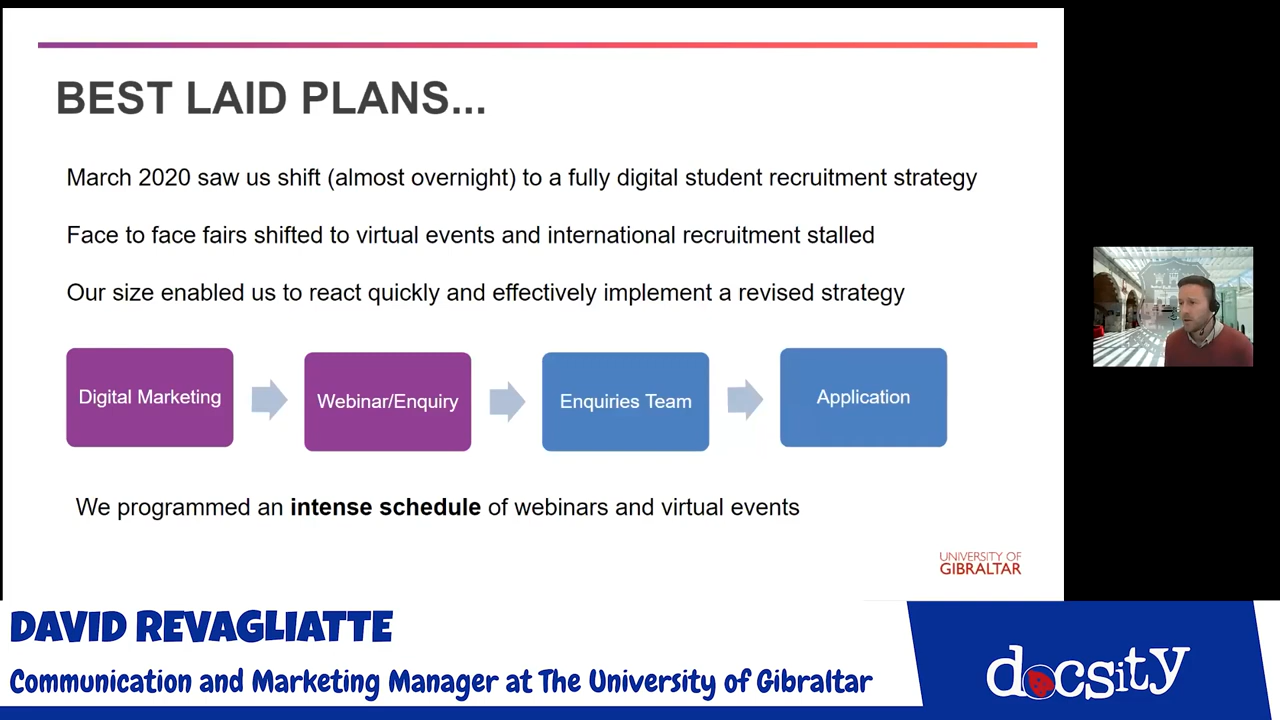 BEST LAID PLANS...
March 2020 saw us shift (almost overnight) to a fully digital student recruitment strategy
Face to face fairs shifted to virtual events and international recruitment stalled
Our size enabled us to react quickly and effectively implement a revised strategy
Digital Marketing
Webinar/Enquiry
Enquiries Team
Application
We programmed an intense schedule of webinars and virtual events
UNIVERSITY OF
GIBRALTAR
DAVID REVAGLIATTE
Communication and Marketing Manager at The University of Gibraltar
docsity